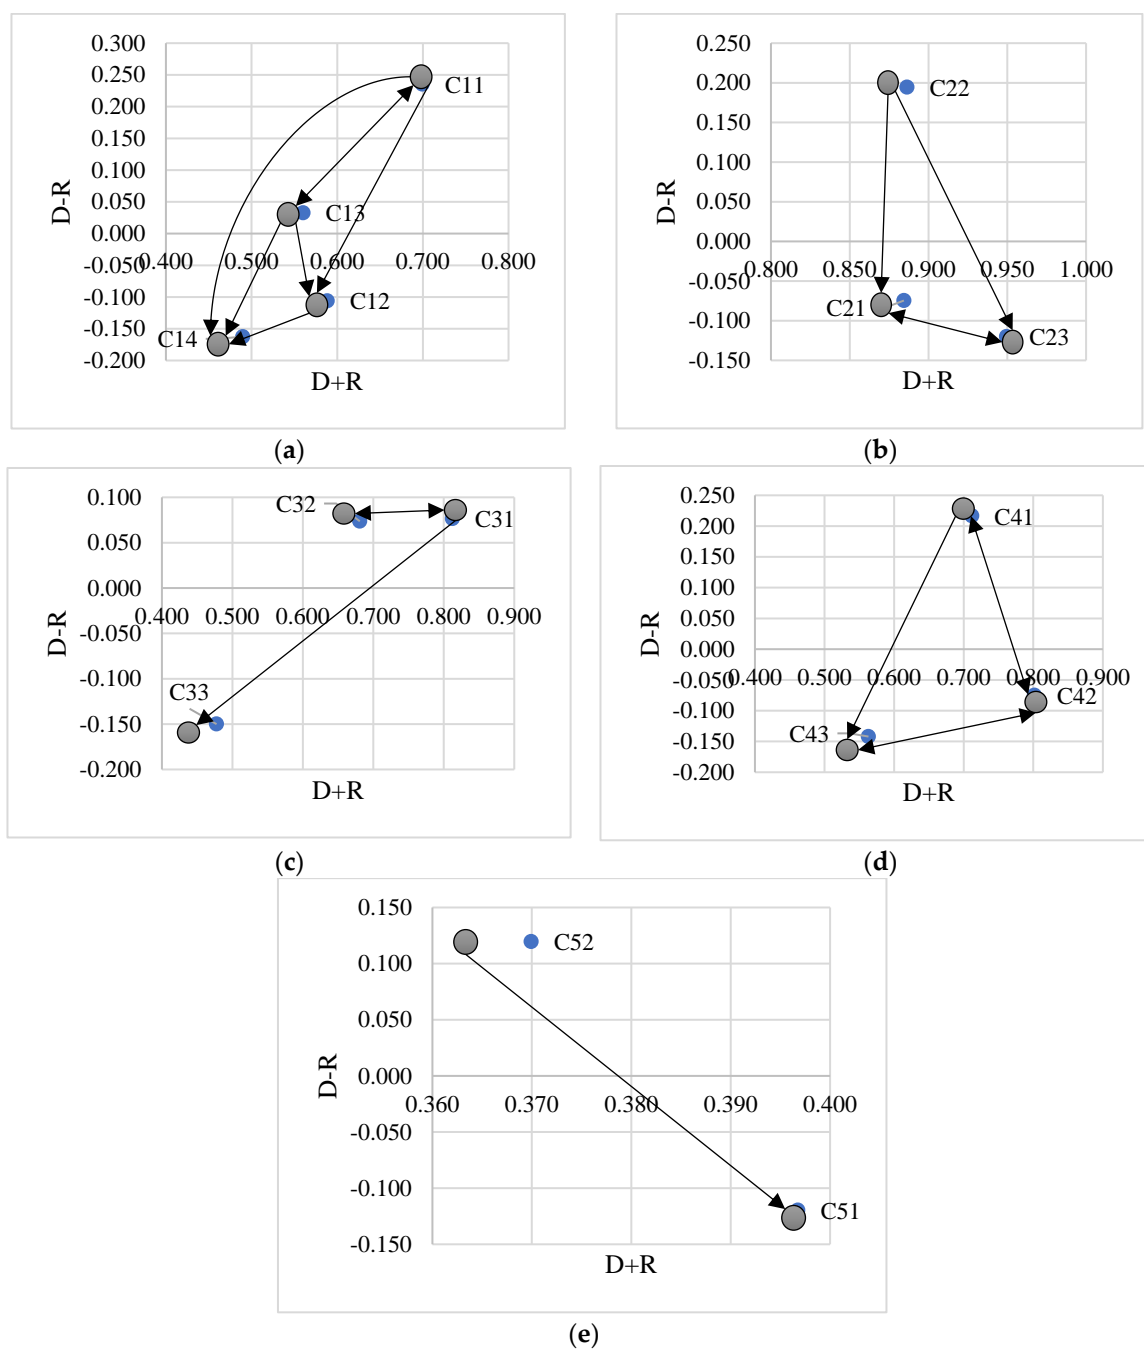 0.300
0.250
C11
0.200
0.150
0.100
D-R
0.050
C13
0.000
-0.050
0.400 0.500 0.600 0.700 0.800
-0.100
C12
-0.150
C14
-0.200
D+R
(a)
0.250
0.200
C22
0.150
0.100
D-R
0.050
0.000
0.800 0.850 0.900 0.950 1.000
-0.050
C21
-0.100
C23
-0.150
D+R
(b)
0.100
C32
C31
0.050
0.000
D-R
0.400 0.500 0.600 0.700 0.800 0.900
-0.050
-0.100
C33
-0.150
-0.200
D+R
(c)
0.250
C41
0.200
0.150
0.100
0.050
D-R
0.000
-0.050
0.400 0.500 0.600 0.700 0.800 0.900
C42
-0.100
C43
-0.150
-0.200
D+R
(d)
0.150
C52
0.100
0.050
D-R
0.000
0.360 0.370 0.380 0.390 0.400
-0.050
-0.100
C51
-0.150
D+R
(e)